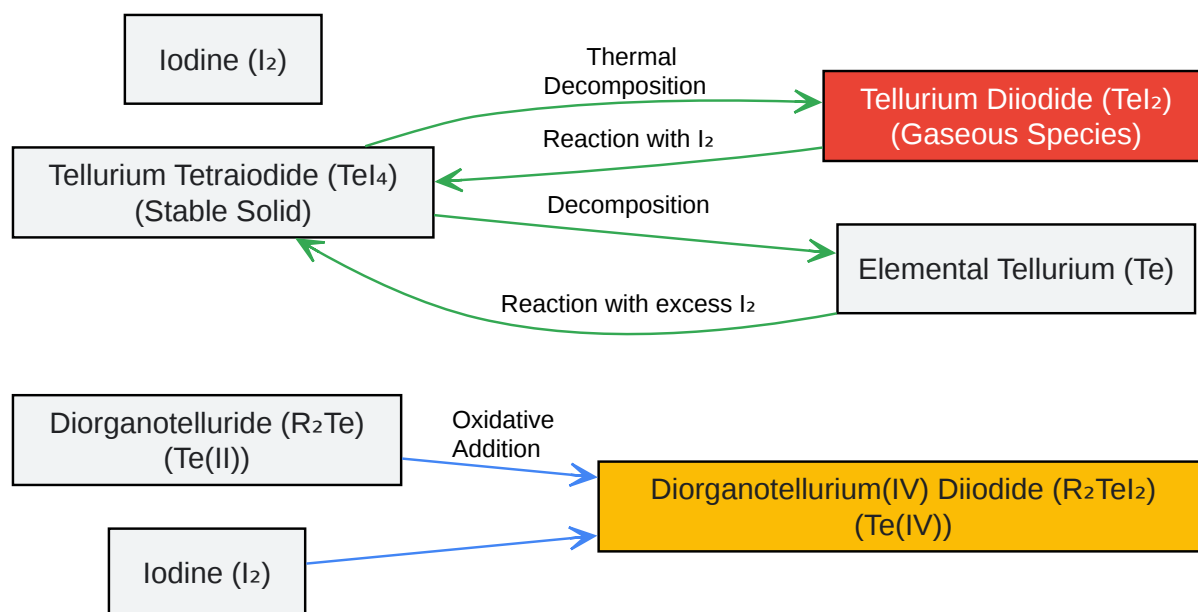 Iodine (I₂)
Thermal
Decomposition
Tellurium Diiodide (TeI₂)
(Gaseous Species)
Reaction with I₂
Tellurium Tetraiodide (TeI₄)
(Stable Solid)
Decomposition
Elemental Tellurium (Te)
Reaction with excess I₂
Diorganotelluride (R₂Te)
(Te(II))
Oxidative
Addition
Diorganotellurium(IV) Diiodide (R₂TeI₂)
(Te(IV))
Iodine (I₂)